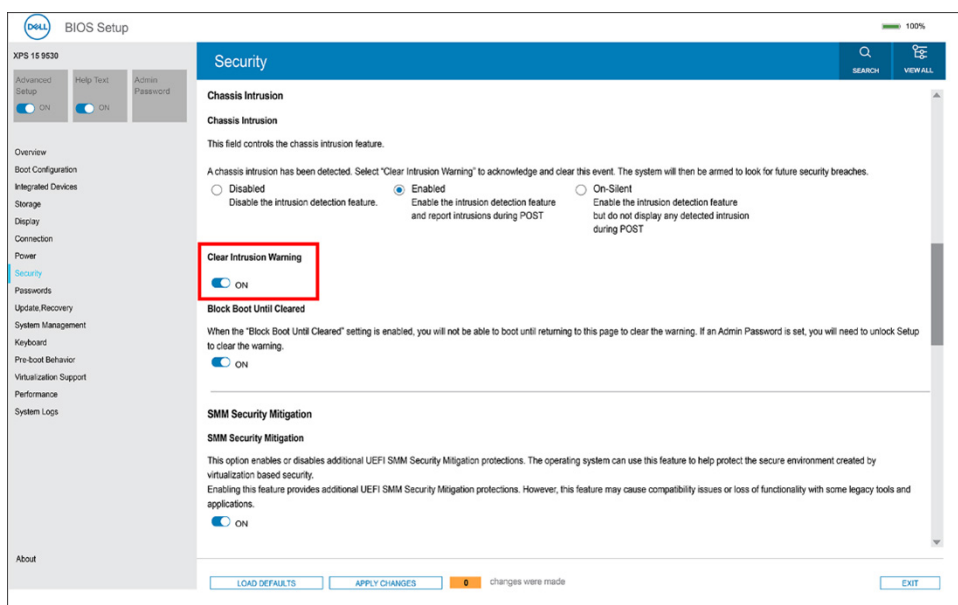 DELL
BIOS Setup
100%
XPS 15 9530
Advanced Setup
ON
Help Text
ON
Admin Password
Overview
Boot Configuration
Integrated Devices
Storage
Display
Connection
Power
Security
Passwords
Update,Recovery
System Management
Keyboard
Pre-boot Behavior
Virtualization Support
Performance
System Logs
About
Security
SEARCH
VIEW ALL
Chassis Intrusion
Chassis Intrusion
This field controls the chassis intrusion feature.
A chassis intrusion has been detected. Select "Clear Intrusion Warning" to acknowledge and clear this event. The system will then be armed to look for future security breaches.
Disabled
Disable the intrusion detection feature.
Enabled
Enable the intrusion detection feature
and report intrusions during POST
On-Silent
Enable the intrusion detection feature
but do not display any detected intrusion
during POST
Clear Intrusion Warning
ON
Block Boot Until Cleared
When the "Block Boot Until Cleared" setting is enabled, you will not be able to boot until returning to this page to clear the warning. If an Admin Password is set, you will need to unlock Setup
to clear the warning.
ON
SMM Security Mitigation
SMM Security Mitigation
This option enables or disables additional UEFI SMM Security Mitigation protections. The operating system can use this feature to help protect the secure environment created by
virtualization based security.
Enabling this feature provides additional UEFI SMM Security Mitigation protections. However, this feature may cause compatibility issues or loss of functionality with some legacy tools and
applications.
ON
LOAD DEFAULTS
APPLY CHANGES
0
changes were made
EXIT